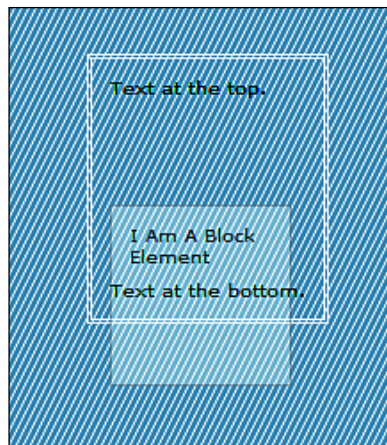 Text at the top.
I Am A Block
Element
Text at the bottom.